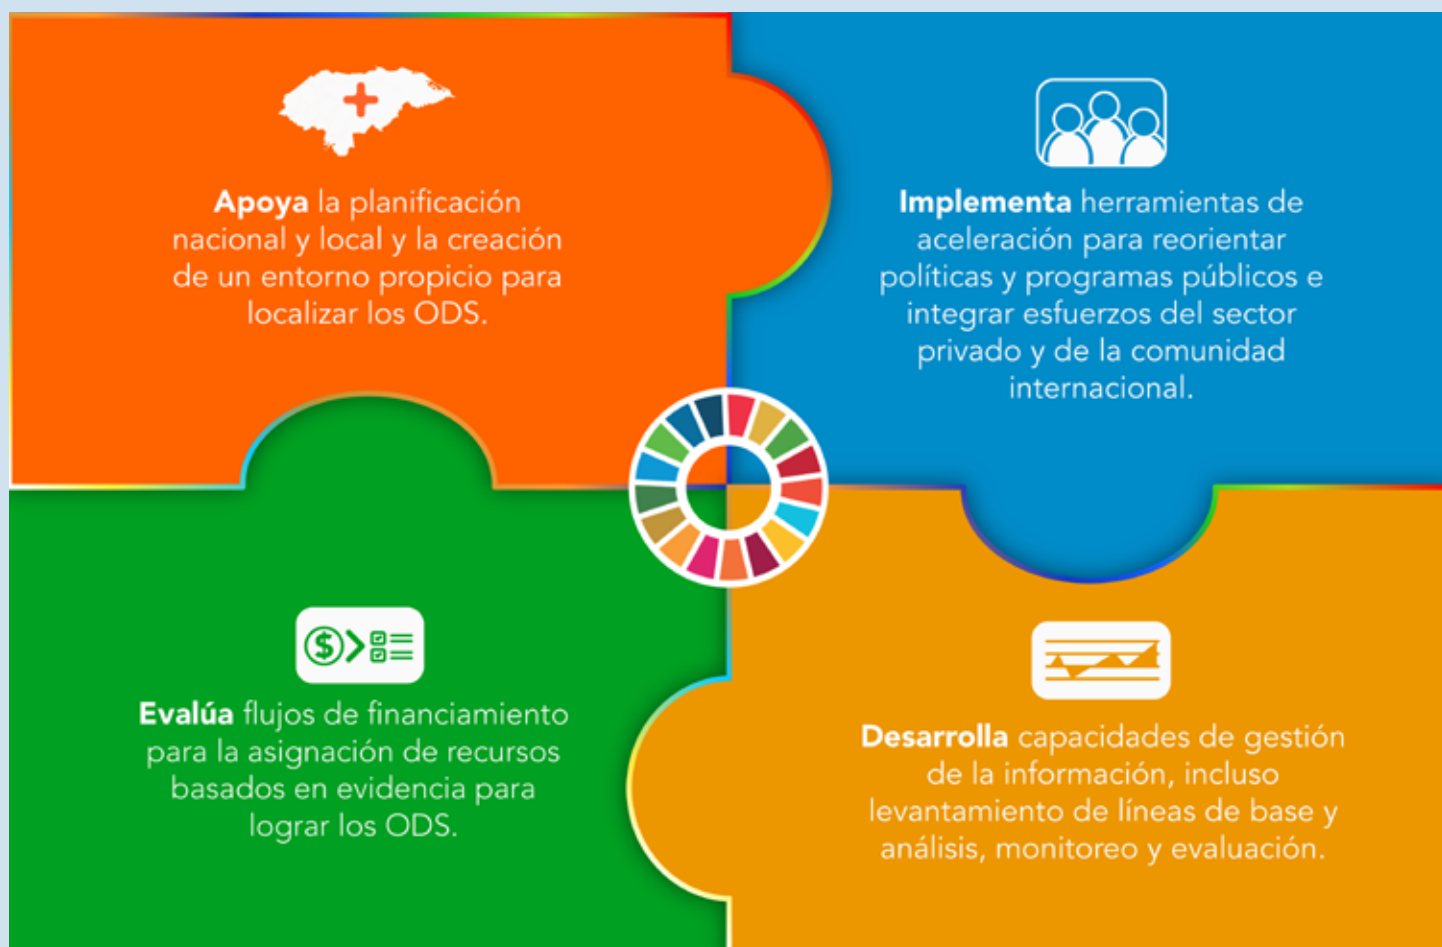 Apoya la planificación
nacional y local y la creación
de un entorno propicio para
localizar los ODS.
Implementa herramientas de
aceleración para reorientar
políticas y programas públicos e
integrar esfuerzos del sector
privado y de la comunidad
internacional.
$
Evalúa flujos de financiamiento
para la asignación de recursos
basados en evidencia para
lograr los ODS.
Desarrolla capacidades de gestión
de la información, incluso
levantamiento de líneas de base y
análisis, monitoreo y evaluación.